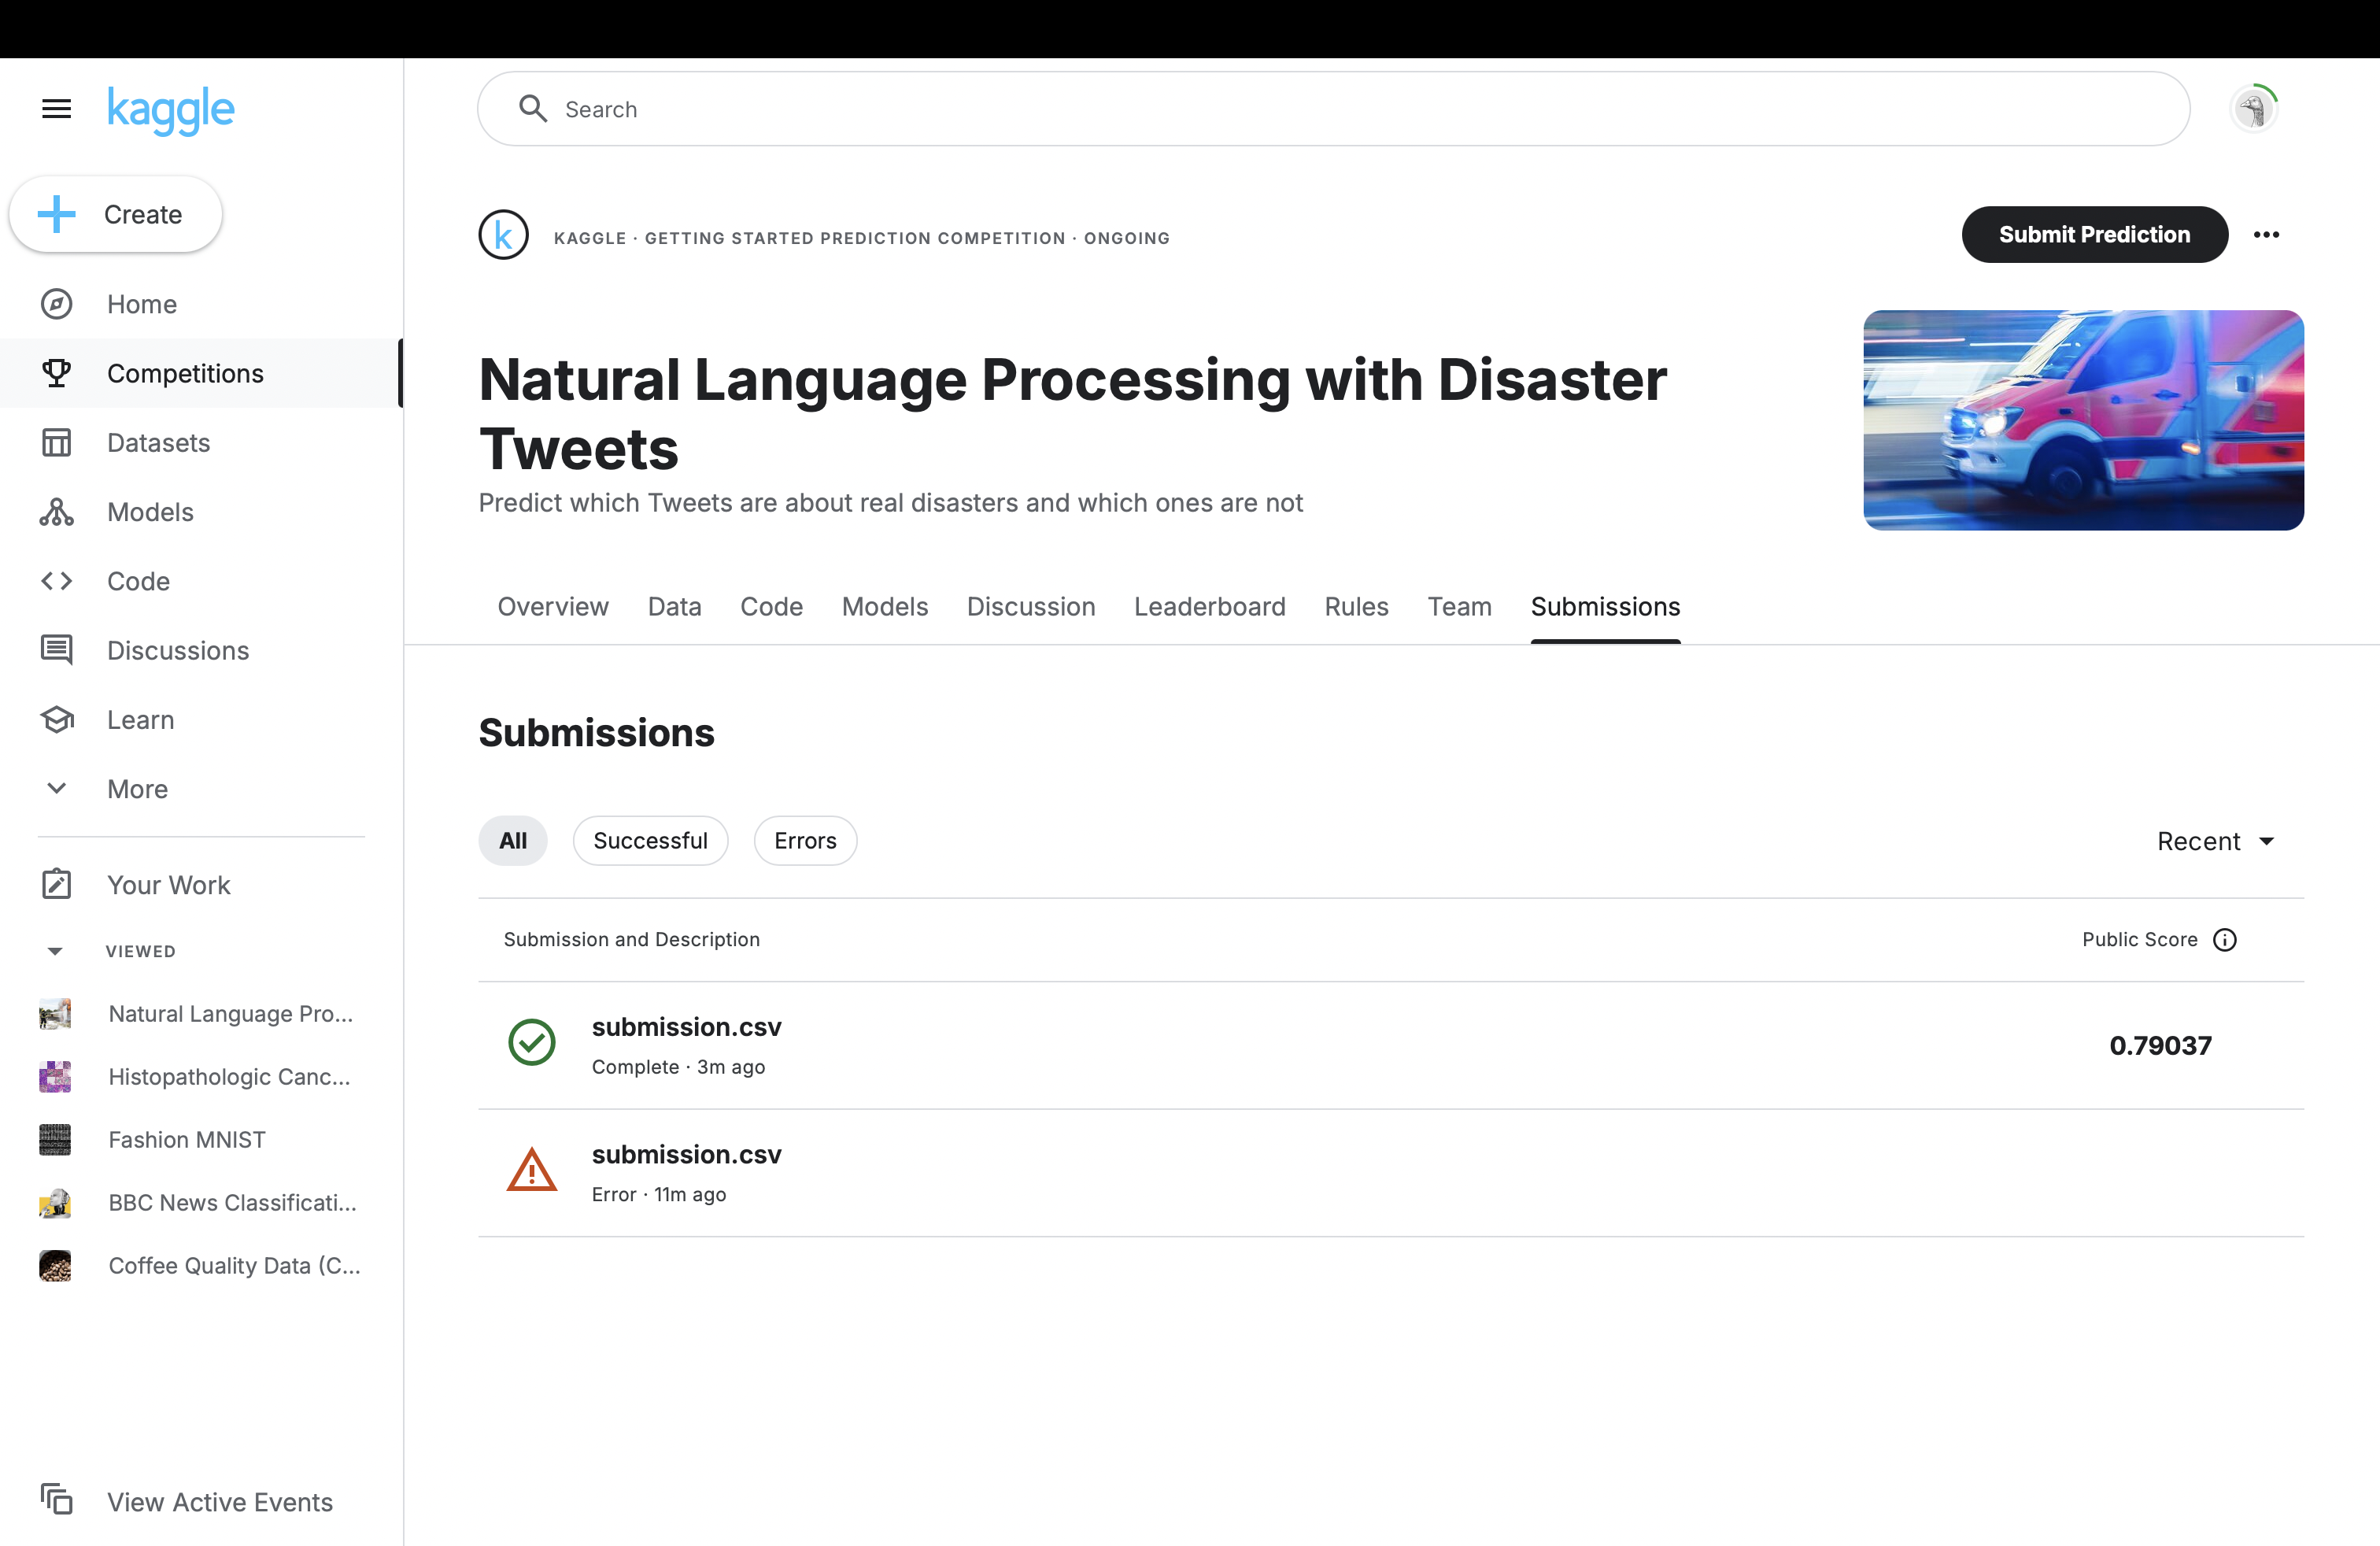 kaggle
Search
Create
Home
Competitions
Datasets
Models
Code
Discussions
Learn
More
Your Work
VIEWED
Natural Language Pro...
Histopathologic Canc...
Fashion MNIST
BBC News Classificati...
Coffee Quality Data (C...
View Active Events
k
KAGGLE · GETTING STARTED PREDICTION COMPETITION · ONGOING
Submit Prediction
Natural Language Processing with Disaster
Tweets
Predict which Tweets are about real disasters and which ones are not
Overview Data Code Models Discussion Leaderboard Rules Team Submissions
Submissions
All Successful Errors Recent
Submission and Description Public Score
submission.csv
Complete · 3m ago
0.79037
submission.csv
Error · 11m ago